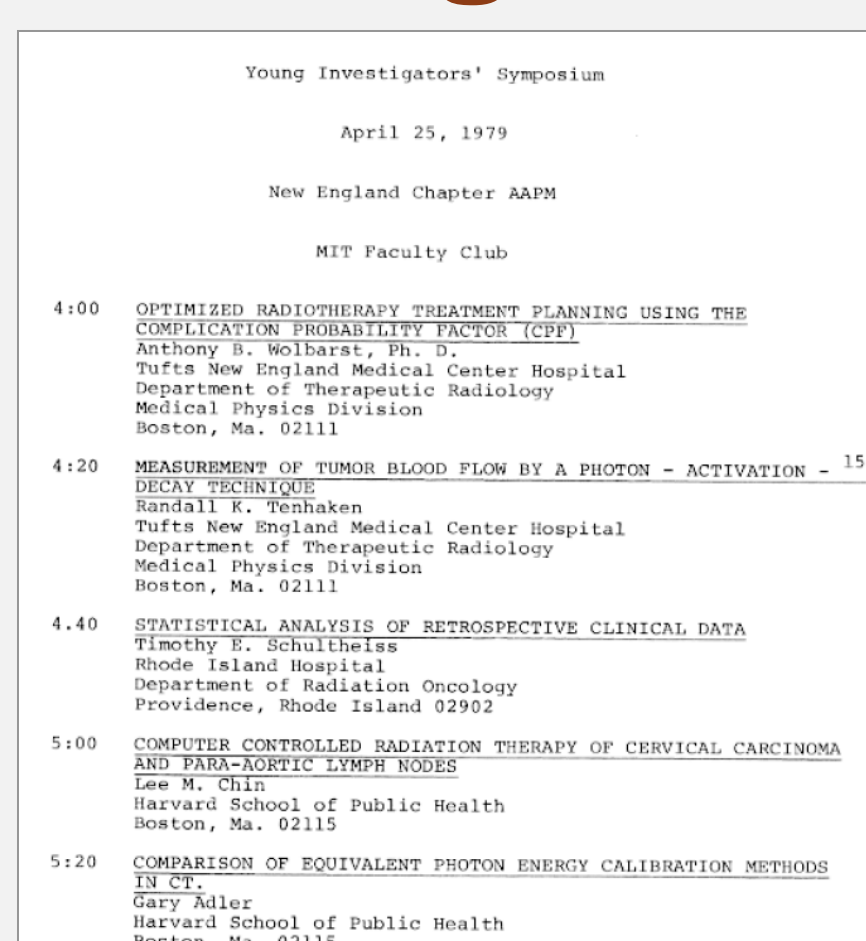 Young Investigators' Symposium
April 25, 1979
New England Chapter AAPM
MIT Faculty Club
4:00 OPTIMIZED RADIOTHERAPY TREATMENT PLANNING USING THE
COMPLICATION PROBABILITY FACTOR (CPF)
Anthony B. Wolbarst, Ph. D.
Tufts New England Medical Center Hospital
Department of Therapeutic Radiology
Medical Physics Division
Boston, Ma. 02111
4:20 MEASUREMENT OF TUMOR BLOOD FLOW BY A PHOTON - ACTIVATION - 15
DECAY TECHNIQUE
Randall K. Tenhaken
Tufts New England Medical Center Hospital
Department of Therapeutic Radiology
Medical Physics Division
Boston, Ma. 02111
4.40 STATISTICAL ANALYSIS OF RETROSPECTIVE CLINICAL DATA
Timothy E. Schultheiss
Rhode Island Hospital
Department of Radiation Oncology
Providence, Rhode Island 02902
5:00 COMPUTER CONTROLLED RADIATION THERAPY OF CERVICAL CARCINOMA
AND PARA-AORTIC LYMPH NODES
Lee M. Chin
Harvard School of Public Health
Boston, Ma. 02115
5:20 COMPARISON OF EQUIVALENT PHOTON ENERGY CALIBRATION METHODS
IN CT.
Gary Adler
Harvard School of Public Health
Boston, Ma. 02115